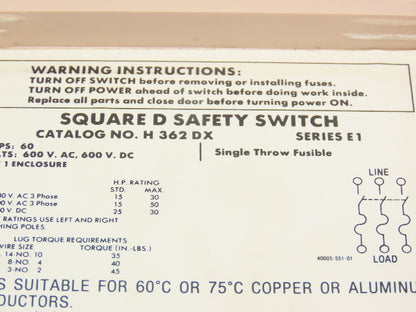 WARNING INSTRUCTIONS:
TURN OFF SWITCH before removing or installing fuses.
TURN OFF POWER ahead of switch before doing work inside.
Replace all parts and close door before turning power ON.
SQUARE D SAFETY SWITCH
CATALOG NO. H 362 DX SERIES E1
PS: 60
LTS: 600 V. AC, 600 V. DC
1 ENCLOSURE
Single Throw Fusible
H.P. RATING
STD. MAX.
0 V. AC 3 Phase 15 30
0 V. AC 3 Phase 15 50
0 V. DC 25 30
RATINGS USE LEFT AND RIGHT
HING POLES.
LINE
LOAD
40005-551-01
LUG TORQUE REQUIREMENTS
WIRE SIZE TORQUE (IN.-LBS.)
14-NO. 10 35
8-NO. 4 40
3-NO. 2 45
S SUITABLE FOR 60°C OR 75°C COPPER OR ALUMINU
DUCTORS.